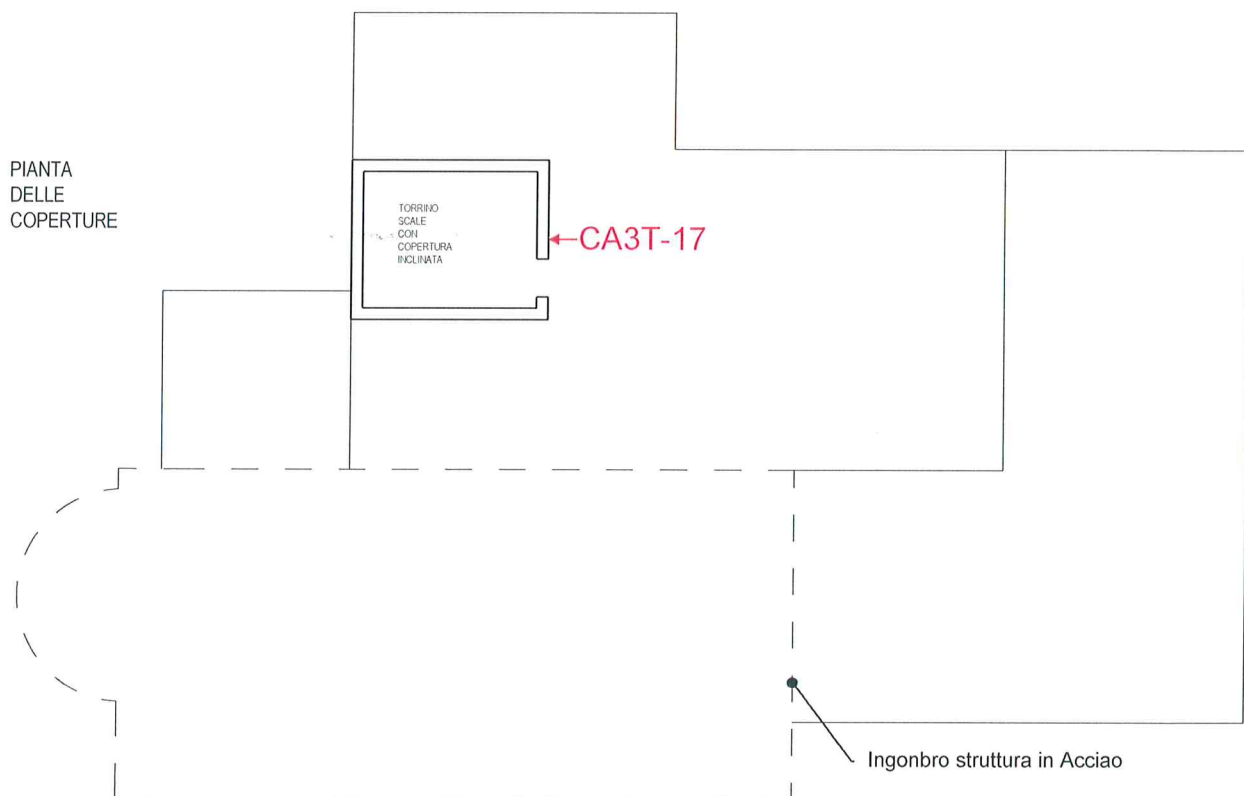 PIANTA
DELLE
COPERTURE
TORRINO
SCALE
CON
COPERTURA
INCLINATA
CA3T-17
Ingonbro struttura in Acciao